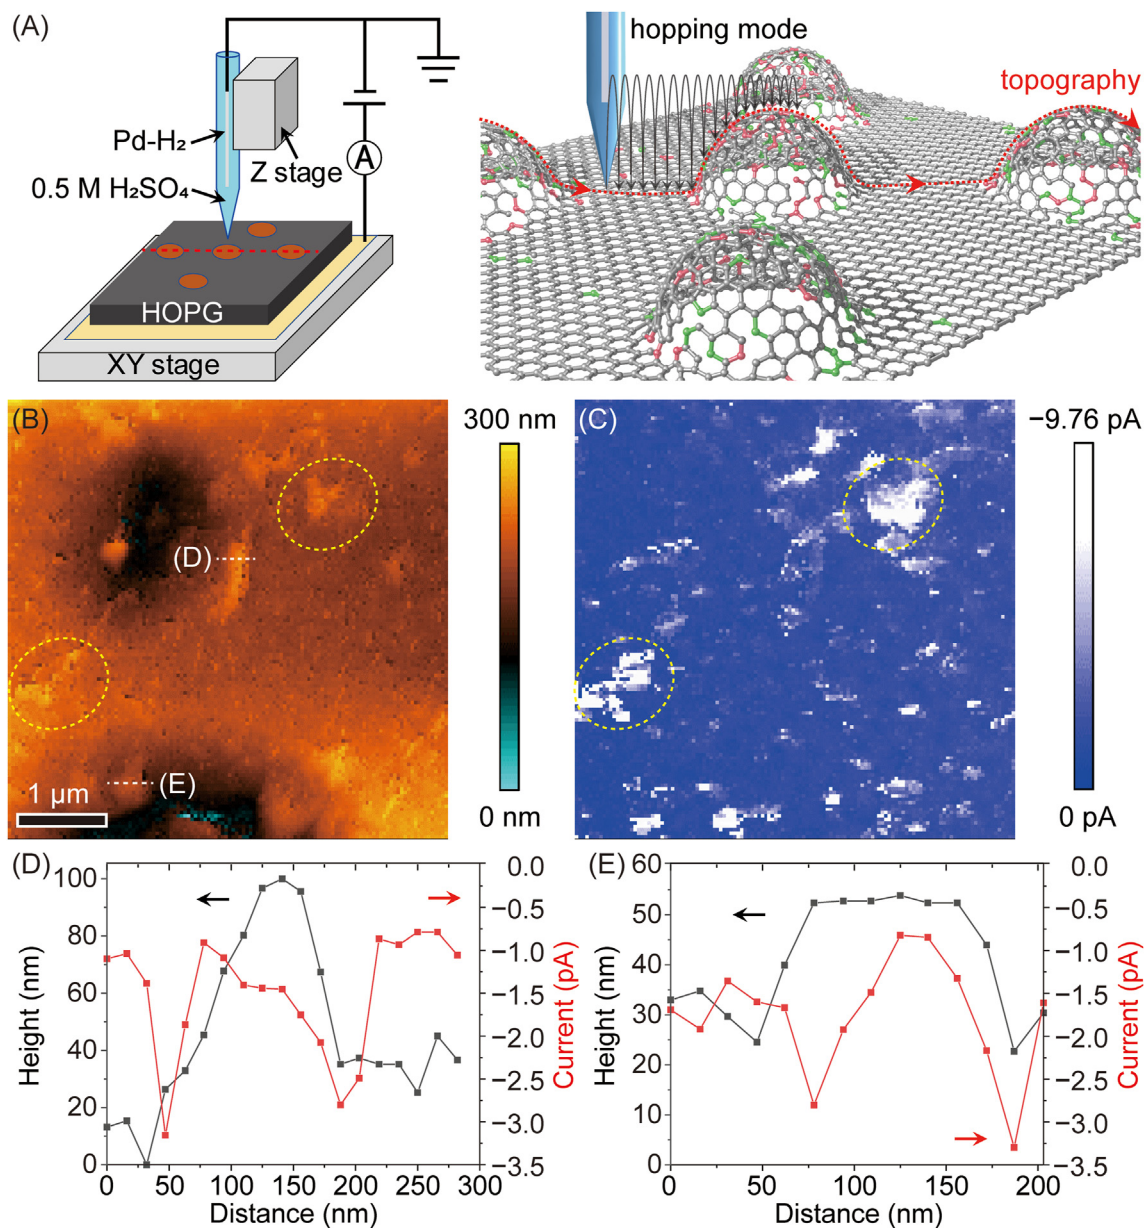 (A)
Pd-H₂
Z stage
0.5 M H₂SO₄
HOPG
XY stage
A
hopping mode
topography
(B)
300 nm
(D)
(E)
1 μm
0 nm
(C)
−9.76 pA
0 pA
(D)
100
80
60
40
20
0
Height (nm)
0.0
−0.5
−1.0
−1.5
−2.0
−2.5
−3.0
−3.5
Current (pA)
0 50 100 150 200 250 300
Distance (nm)
(E)
60
50
40
30
20
10
0
Height (nm)
0.0
−0.5
−1.0
−1.5
−2.0
−2.5
−3.0
−3.5
Current (pA)
0 50 100 150 200
Distance (nm)